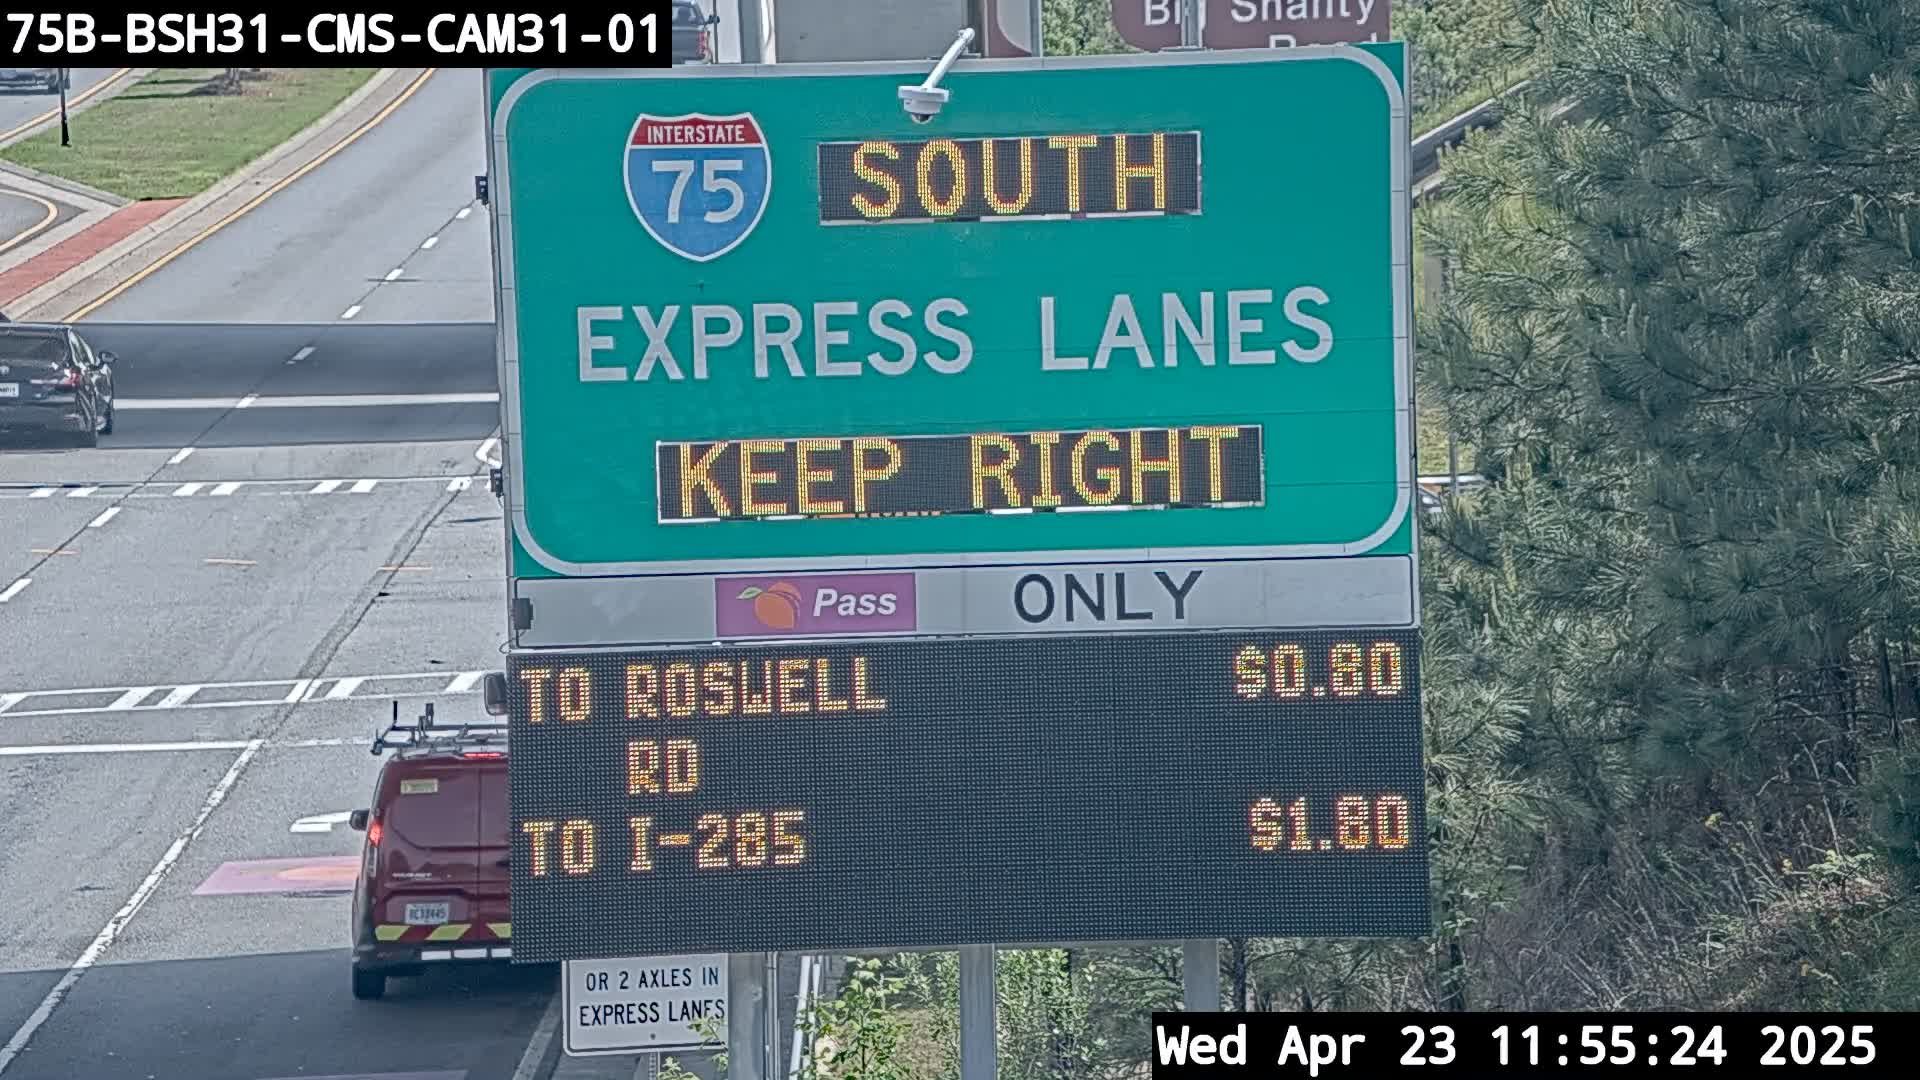 75B-BSH31-CMS-CAM31-01
Shanty
INTERSTATE
75
SOUTH
EXPRESS LANES
KEEP RIGHT
Pass ONLY
TO ROSWELL $0.80
RD
TO I-285 $1.80
OR 2 AXLES IN
EXPRESS LANES
Wed Apr 23 11:55:24 2025